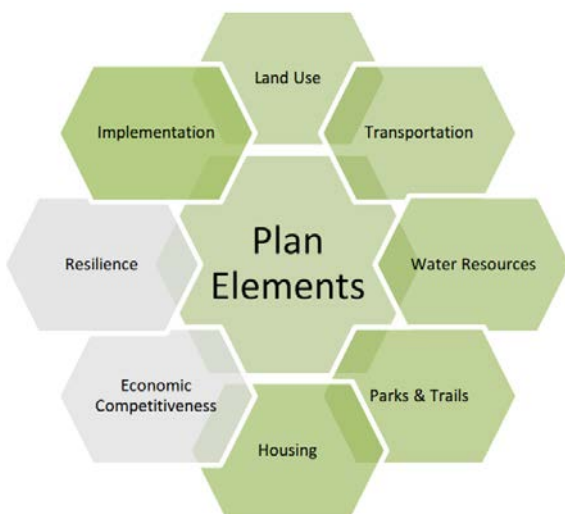 Land Use
Implementation
Transportation
Plan
Elements
Resilience
Water Resources
Economic
Competitiveness
Parks & Trails
Housing